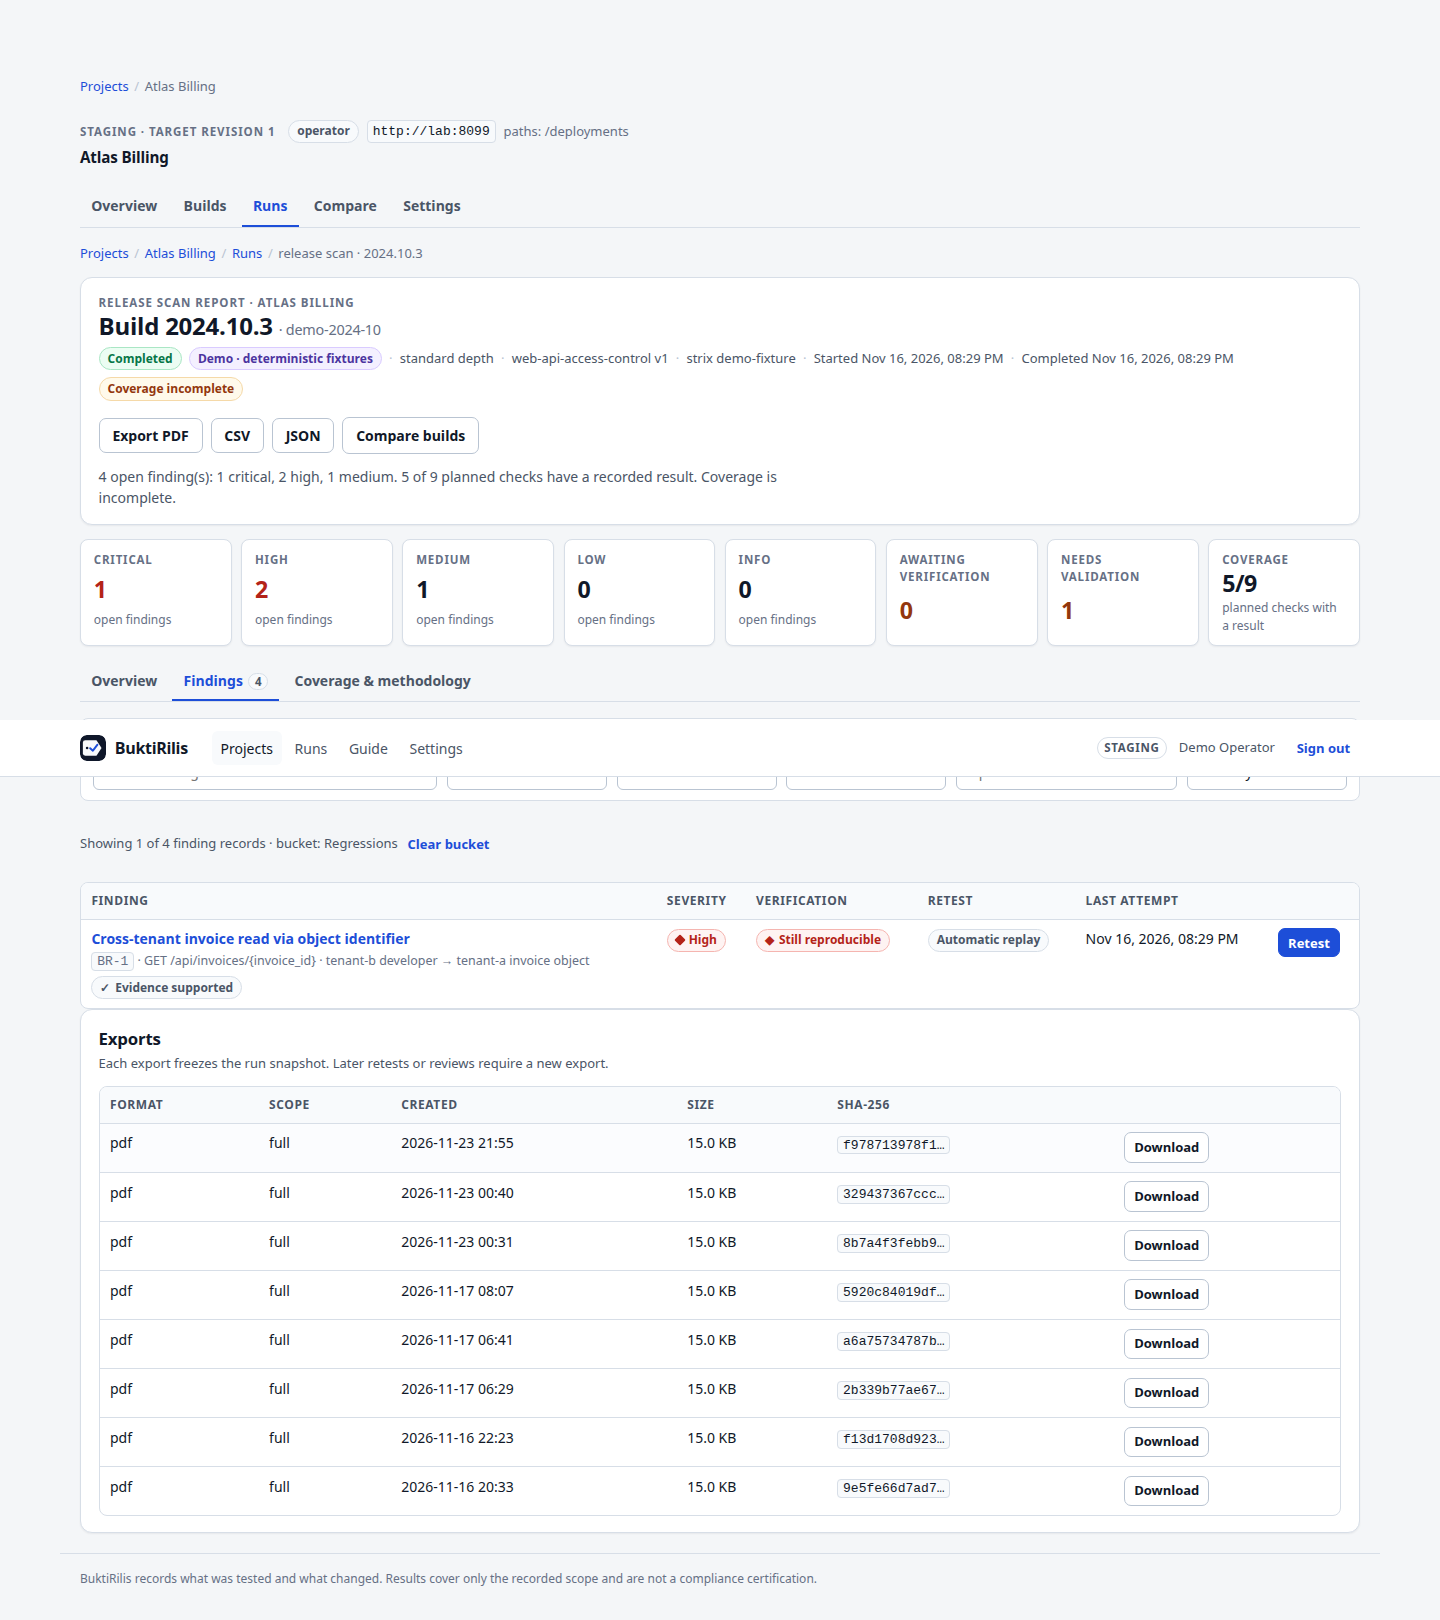 Projects / Atlas Billing
STAGING · TARGET REVISION 1 operator http://lab:8099 paths: /deployments
Atlas Billing
Overview Builds Runs Compare Settings
Projects / Atlas Billing / Runs / release scan · 2024.10.3
RELEASE SCAN REPORT · ATLAS BILLING
Build 2024.10.3 · demo-2024-10
Completed Demo · deterministic fixtures · standard depth · web-api-access-control v1 · strix demo-fixture · Started Nov 16, 2026, 08:29 PM · Completed Nov 16, 2026, 08:29 PM
Coverage incomplete
Export PDF CSV JSON Compare builds
4 open finding(s): 1 critical, 2 high, 1 medium. 5 of 9 planned checks have a recorded result. Coverage is
incomplete.
CRITICAL
1
open findings
HIGH
2
open findings
MEDIUM
1
open findings
LOW
0
open findings
INFO
0
open findings
AWAITING
VERIFICATION
0
NEEDS
VALIDATION
1
COVERAGE
5/9
planned checks with
a result
Overview Findings 4 Coverage & methodology
BuktiRilis Projects Runs Guide Settings STAGING Demo Operator Sign out
Showing 1 of 4 finding records · bucket: Regressions Clear bucket
FINDING SEVERITY VERIFICATION RETEST LAST ATTEMPT
Cross-tenant invoice read via object identifier High Still reproducible Automatic replay Nov 16, 2026, 08:29 PM Retest
BR-1 · GET /api/invoices/{invoice_id} · tenant-b developer → tenant-a invoice object
✓ Evidence supported
Exports
Each export freezes the run snapshot. Later retests or reviews require a new export.
FORMAT SCOPE CREATED SIZE SHA-256
pdf full 2026-11-23 21:55 15.0 KB f978713978f1… Download
pdf full 2026-11-23 00:40 15.0 KB 329437367ccc… Download
pdf full 2026-11-23 00:31 15.0 KB 8b7a4f3febb9… Download
pdf full 2026-11-17 08:07 15.0 KB 5920c84019df… Download
pdf full 2026-11-17 06:41 15.0 KB a6a75734787b… Download
pdf full 2026-11-17 06:29 15.0 KB 2b339b77ae67… Download
pdf full 2026-11-16 22:23 15.0 KB f13d1708d923… Download
pdf full 2026-11-16 20:33 15.0 KB 9e5fe66d7ad7… Download
BuktiRilis records what was tested and what changed. Results cover only the recorded scope and are not a compliance certification.